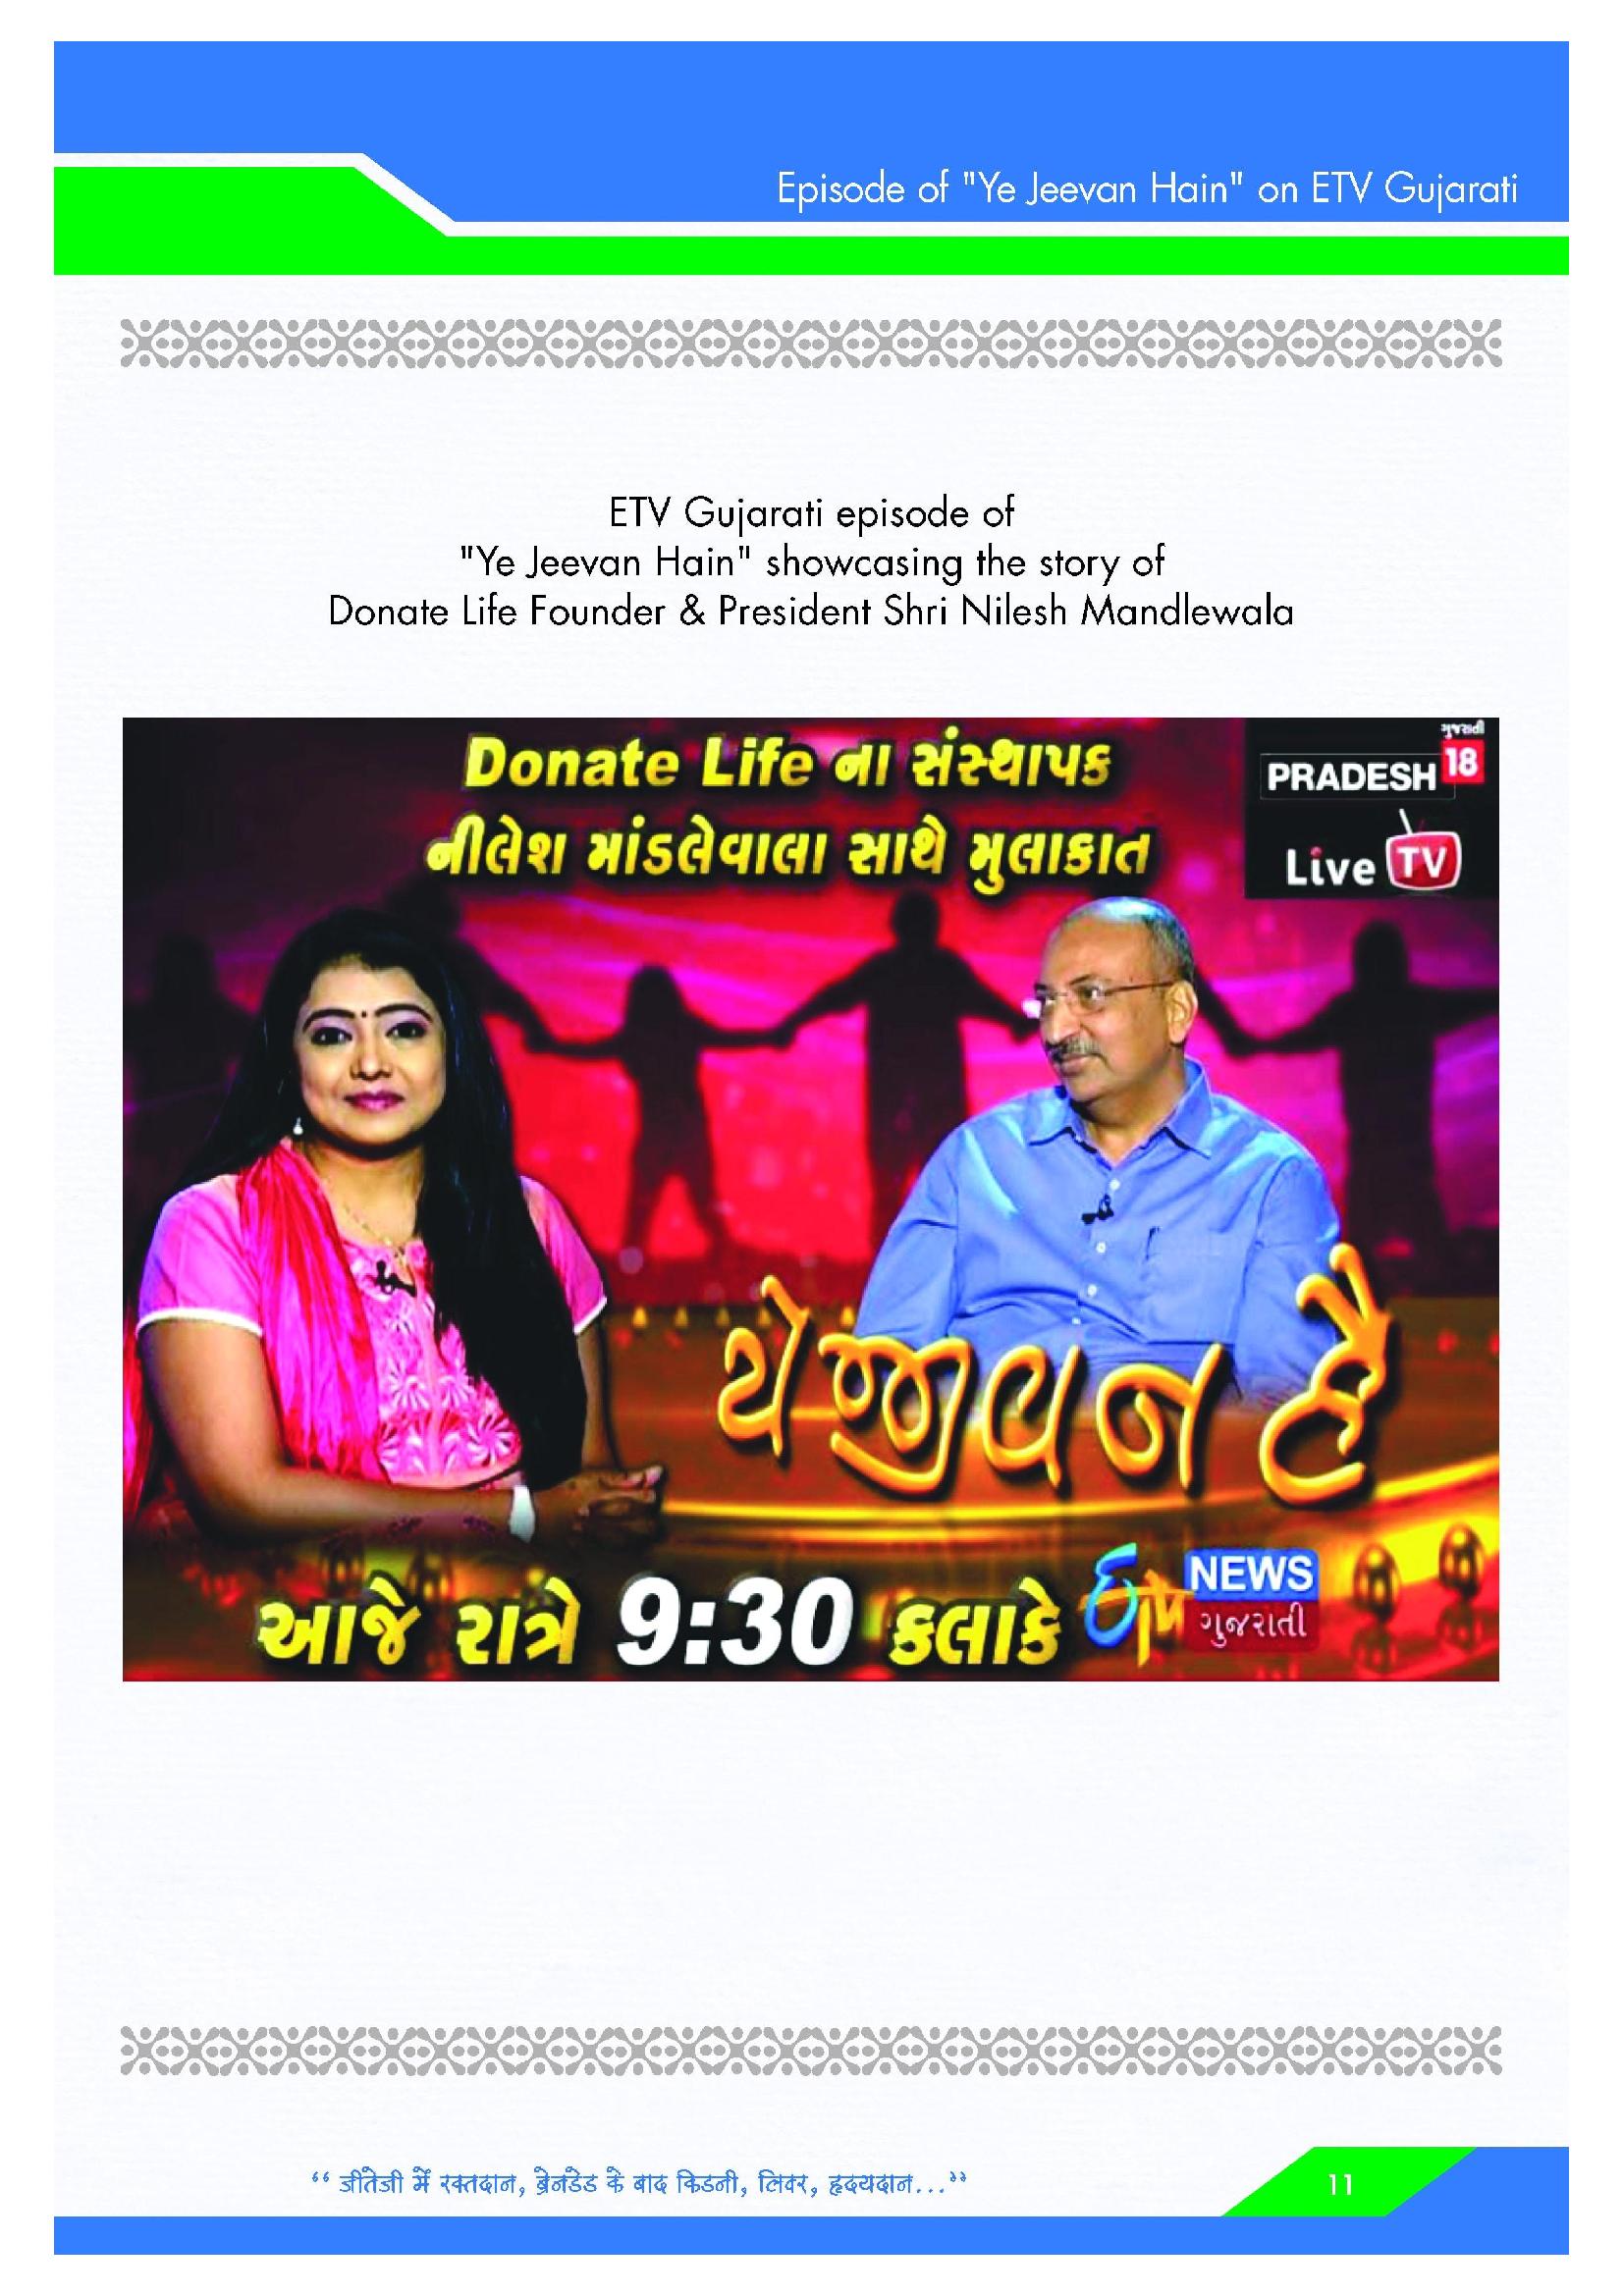 Episode of "Ye Jeevan Hain" on ETV Gujarati
ETV Gujarati episode of
"Ye Jeevan Hain" showcasing the story of
Donate Life Founder & President Shri Nilesh Mandlewala
Donate Life ના સંસ્થાપક
નીલેશ માંડલેવાલા સાથે મુલાકાત
ગુજરાતી
PRADESH 18
Live TV
યે જીવન હૈ
આજે રાત્રે 9:30 કલાકે
NEWS
ગુજરાતી
“ जीतेजी में रक्तदान, ब्रेनडेड के बाद किडनी, लिवर, हृदयदान...”
11